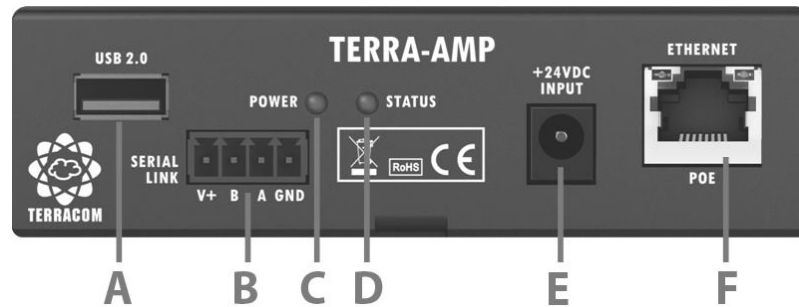 USB 2.0
TERRA-AMP
ETHERNET
+24VDC
INPUT
POWER
STATUS
SERIAL
LINK
V+ B A GND
RoHS
CE
TERRACOM
POE
A B C D E F